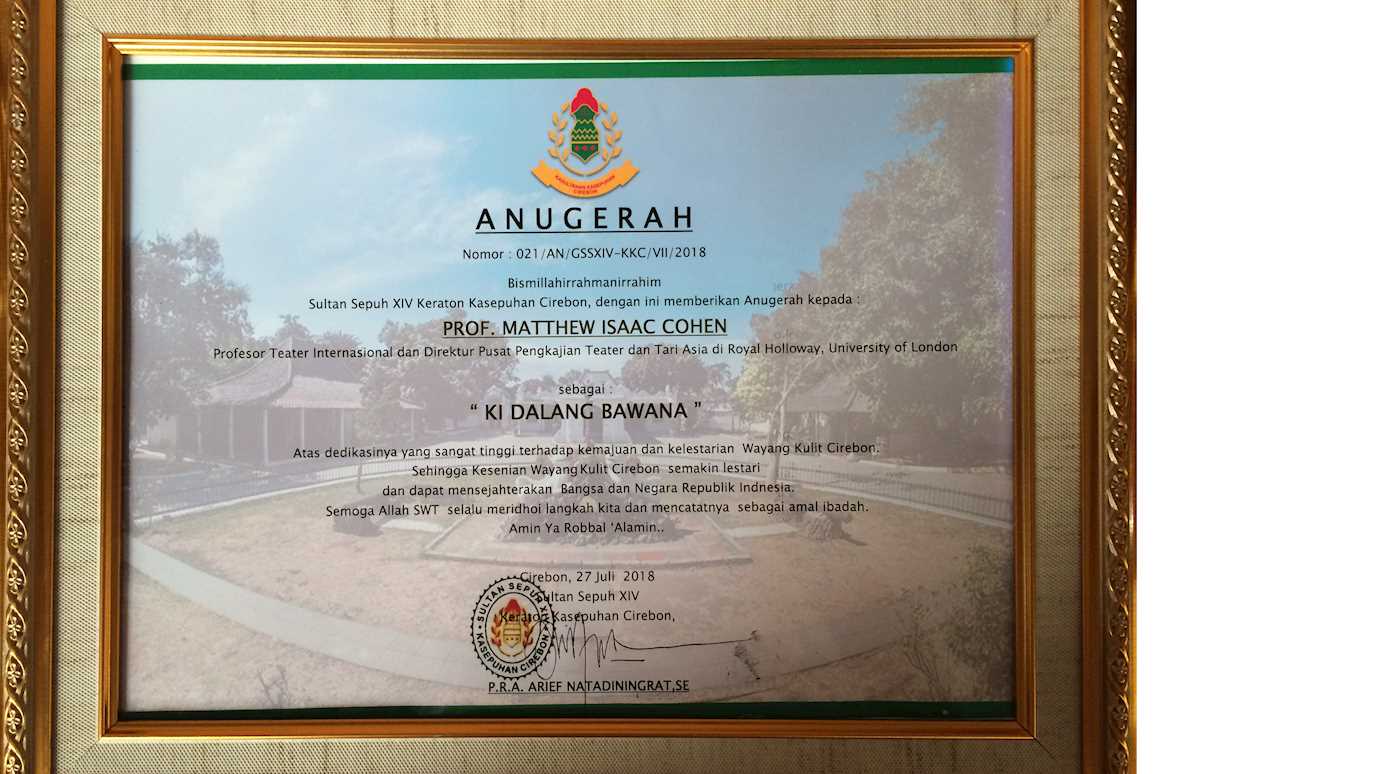 KASULTANAN KASEPUHAN
CIREBON
ANUGERAH
Nomor : 021/AN/GSSXIV-KKC/VII/2018
Bismillahirrahmanirrahim
Sultan Sepuh XIV Keraton Kasepuhan Cirebon, dengan ini memberikan Anugerah kepada :
PROF. MATTHEW ISAAC COHEN
Profesor Teater Internasional dan Direktur Pusat Pengkajian Teater dan Tari Asia di Royal Holloway, University of London
sebagai :
“ KI DALANG BAWANA ”
Atas dedikasinya yang sangat tinggi terhadap kemajuan dan kelestarian Wayang Kulit Cirebon.
Sehingga Kesenian Wayang Kulit Cirebon semakin lestari
dan dapat mensejahterakan Bangsa dan Negara Republik Indnesia.
Semoga Allah SWT selalu meridhoi langkah kita dan mencatatnya sebagai amal ibadah.
Amin Ya Robbal 'Alamin..
Cirebon, 27 Juli 2018
Sultan Sepuh XIV
Keraton Kasepuhan Cirebon,
SULTAN SEPUH XIV
KASEPUHAN CIREBON
P.R.A. ARIEF NATADININGRAT,SE